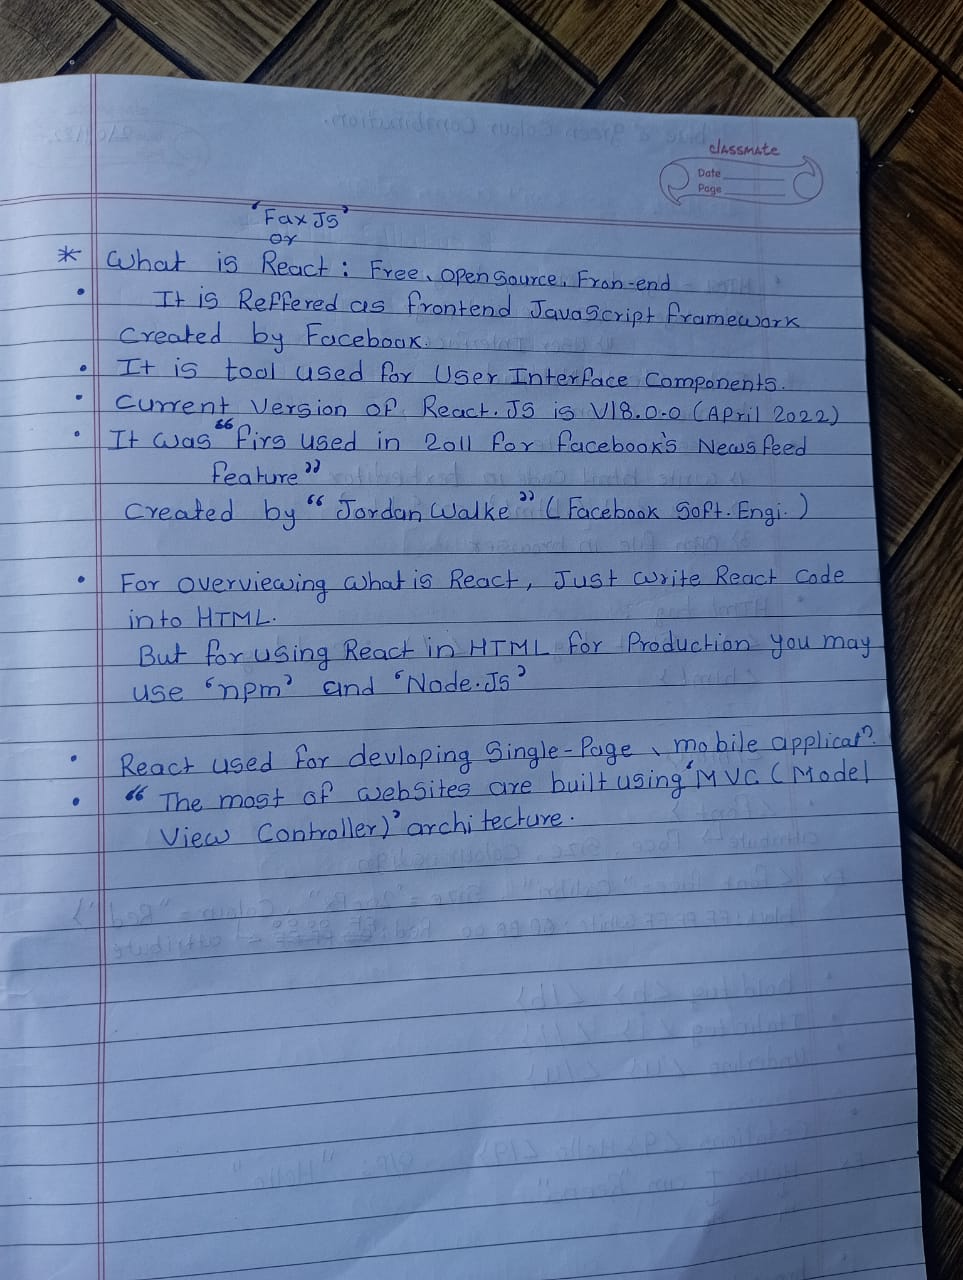 classmate
Date
Page
'Fax JS'
or
* What is React : Free, open source, Fron-end
• It is Reffered as frontend JavaScript framework
created by Facebook.
• It is tool used for User Interface Components.
• Current Version of React.JS is V18.0.0 (April 2022)
• It was "firs used in 2011 for facebook's News feed
feature"
Created by "Jordan Walke" (Facebook Soft. Engi.)
• For overviewing what is React, Just write React Code
into HTML.
But for using React in HTML for Production you may
use 'npm' and 'Node.JS'
• React used for devloping Single-Page, mobile applicatn.
• "The most of websites are built using 'MVC (Model
View Controller)' architecture.